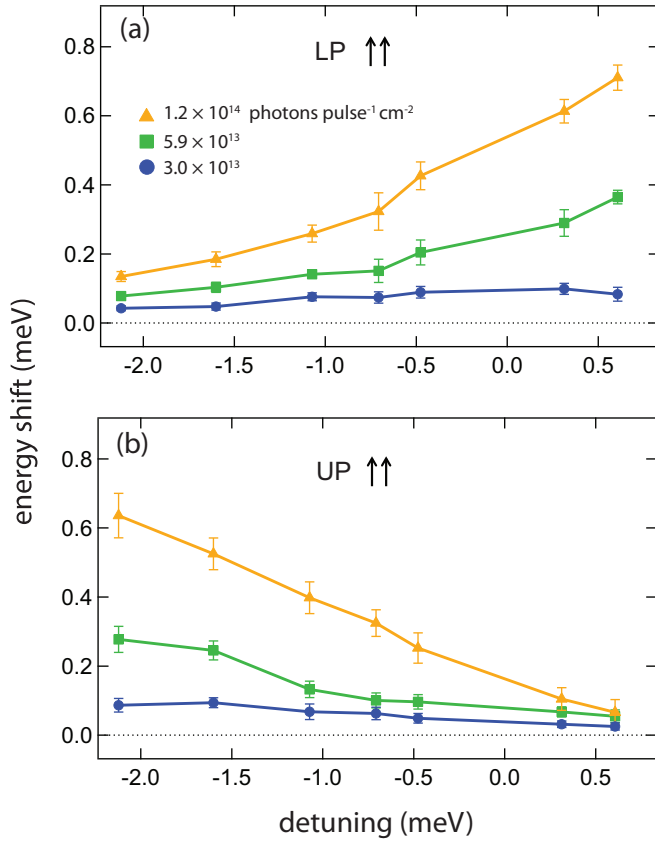 (a)
LP ↑↑
1.2 × 10¹⁴ photons pulse⁻¹ cm⁻²
5.9 × 10¹³
3.0 × 10¹³
0.8
0.6
0.4
0.2
0.0
-2.0 -1.5 -1.0 -0.5 0.0 0.5
energy shift (meV)
(b)
UP ↑↑
0.8
0.6
0.4
0.2
0.0
-2.0 -1.5 -1.0 -0.5 0.0 0.5
detuning (meV)